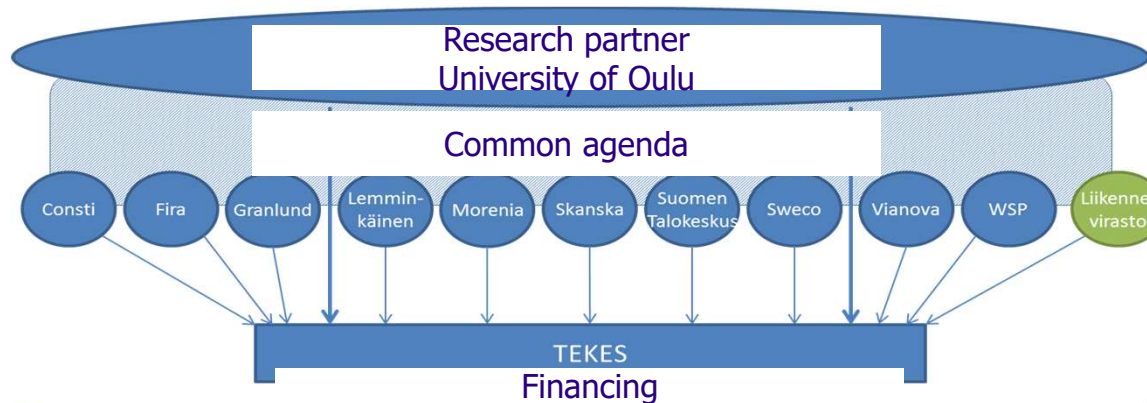 Research partner
University of Oulu
Common agenda
Consti
Fira
Granlund
Lemmin-
käinen
Morenia
Skanska
Suomen
Talokeskus
Sweco
Vianova
WSP
Liikenne
virasto
TEKES
Financing